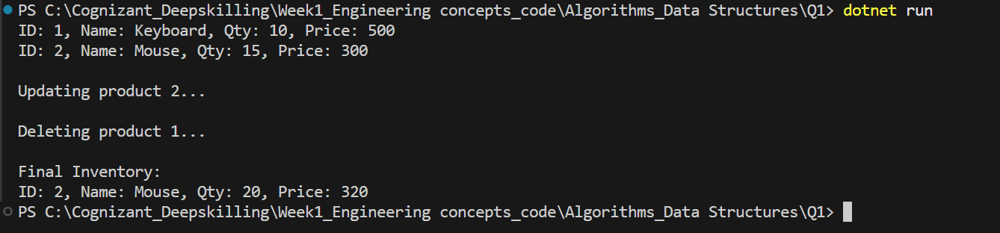 PS C:\Cognizant_Deepskilling\Week1_Engineering concepts_code\Algorithms_Data Structures\Q1> dotnet run
ID: 1, Name: Keyboard, Qty: 10, Price: 500
ID: 2, Name: Mouse, Qty: 15, Price: 300
Updating product 2...
Deleting product 1...
Final Inventory:
ID: 2, Name: Mouse, Qty: 20, Price: 320
PS C:\Cognizant_Deepskilling\Week1_Engineering concepts_code\Algorithms_Data Structures\Q1>